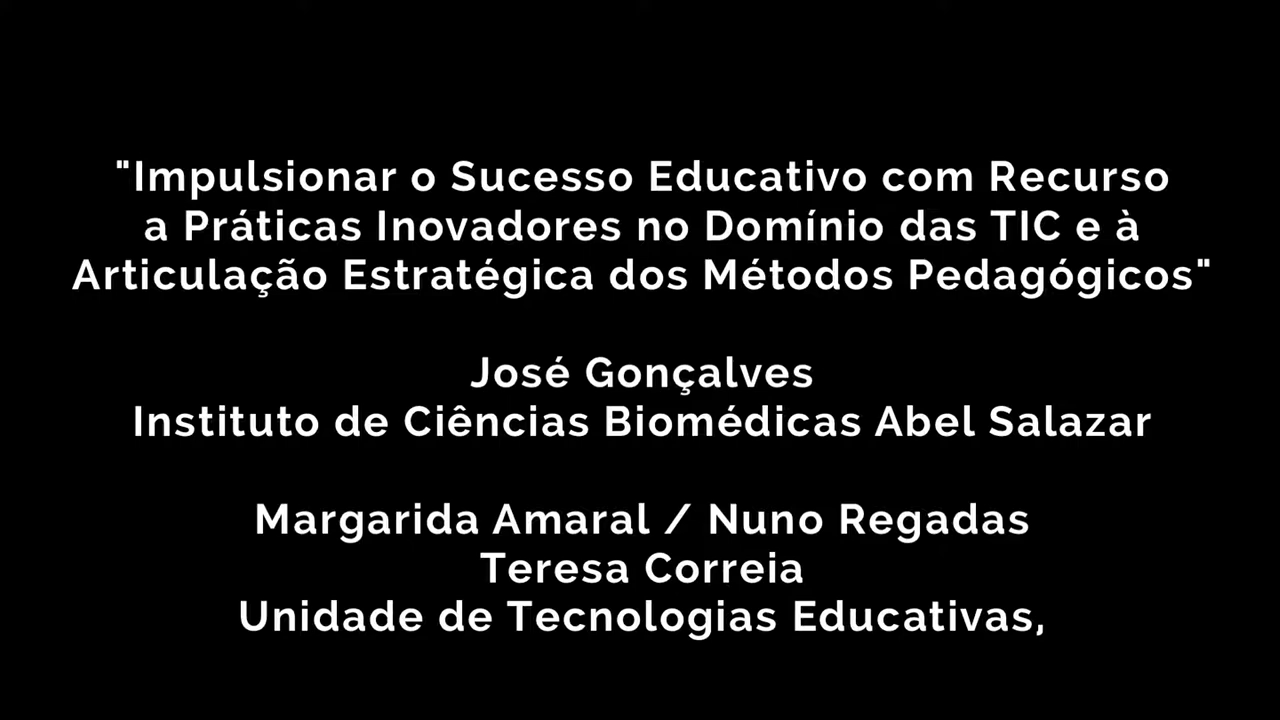 "Impulsionar o Sucesso Educativo com Recurso
a Práticas Inovadores no Domínio das TIC e à
Articulação Estratégica dos Métodos Pedagógicos"
José Gonçalves
Instituto de Ciências Biomédicas Abel Salazar
Margarida Amaral / Nuno Regadas
Teresa Correia
Unidade de Tecnologias Educativas,